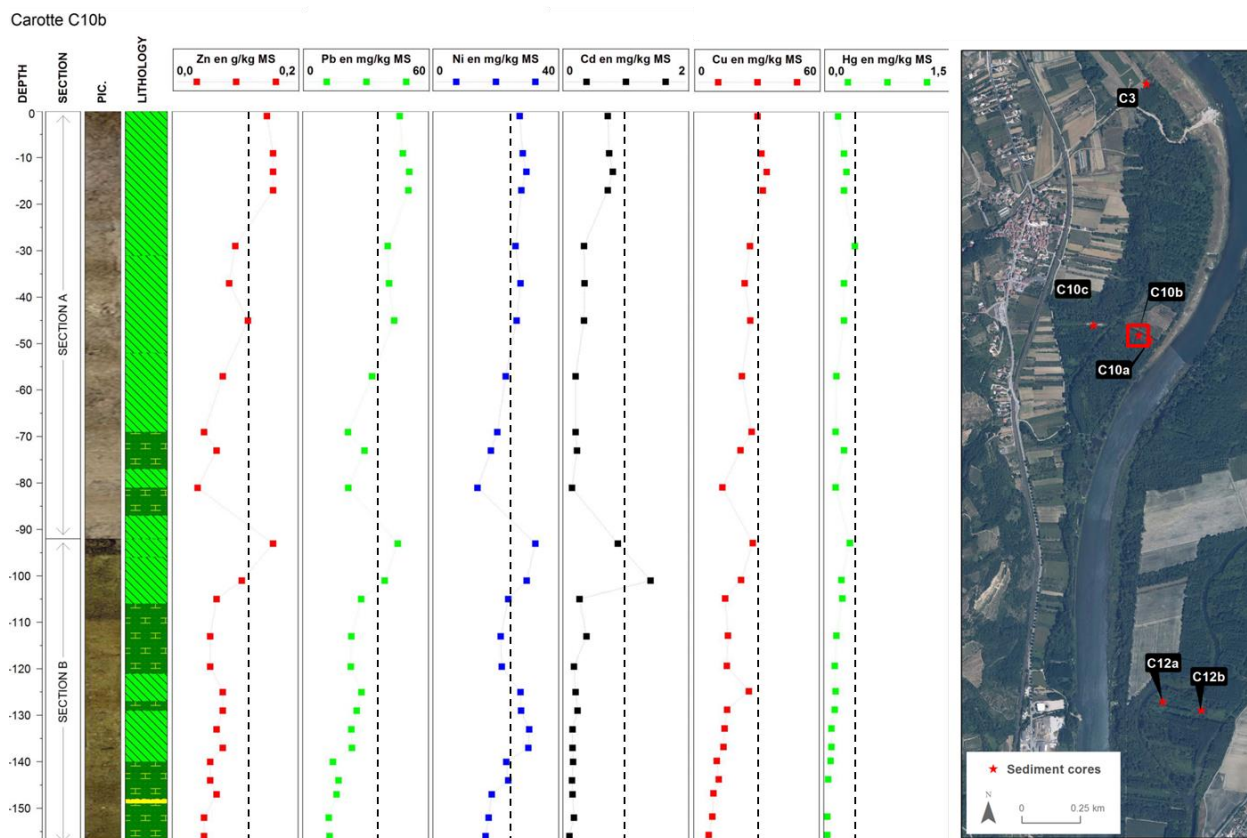 Carotte C10b
DEPTH
SECTION
PIC.
LITHOLOGY
Zn en g/kg MS
0,0 0,2
Pb en mg/kg MS
0 60
Ni en mg/kg MS
0 40
Cd en mg/kg MS
0 2
Cu en mg/kg MS
0 60
Hg en mg/kg MS
0,0 1,5
0
-10
-20
-30
-40
-50
-60
-70
-80
-90
-100
-110
-120
-130
-140
-150
SECTION A
SECTION B
C3
C10c
C10b
C10a
C12a
C12b
Sediment cores
N
0 0.25 km